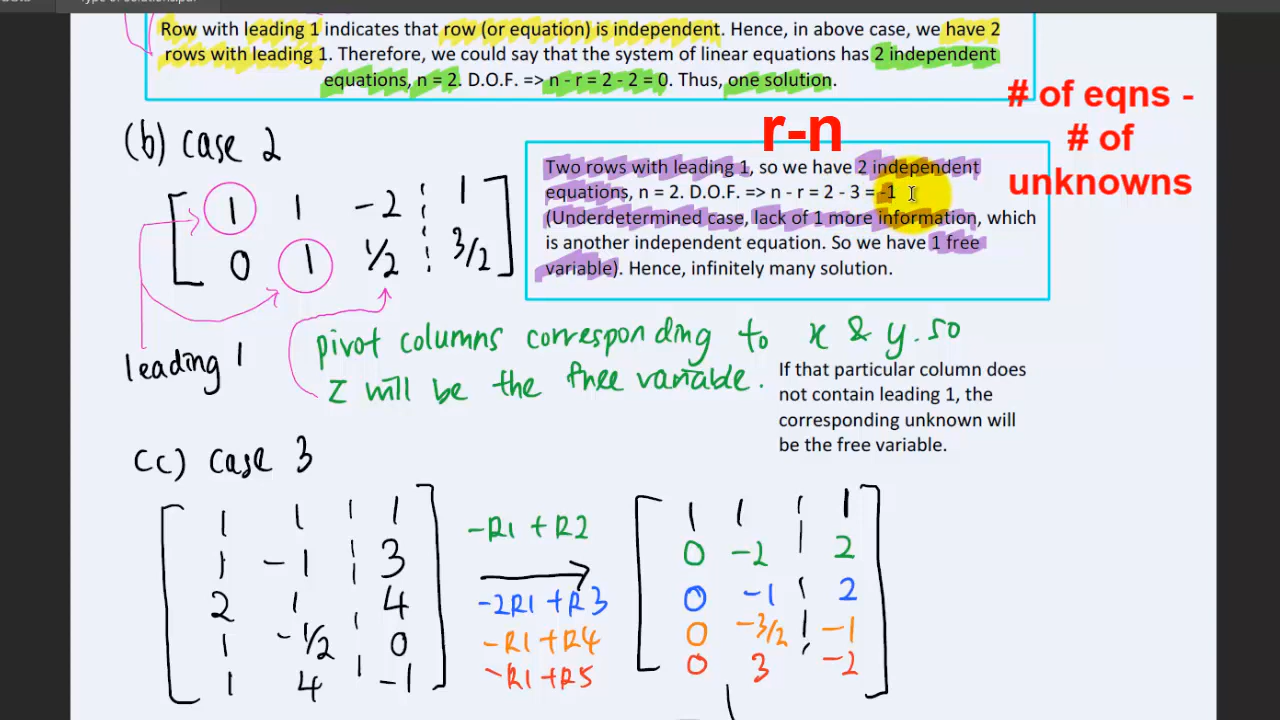 Row with leading 1 indicates that row (or equation) is independent. Hence, in above case, we have 2
rows with leading 1. Therefore, we could say that the system of linear equations has 2 independent
equations, n = 2. D.O.F. => n - r = 2 - 2 = 0. Thus, one solution.
# of eqns -
# of
unknowns
r-n
(b) Case 2
Two rows with leading 1, so we have 2 independent
equations, n = 2. D.O.F. => n - r = 2 - 3 = -1
(Underdetermined case, lack of 1 more information, which
is another independent equation. So we have 1 free
variable). Hence, infinitely many solution.
1 1 -2 ¦ 1
0 1 1/2 ¦ 3/2
leading 1
pivot columns corresponding to x & y. so
z will be the free variable.
If that particular column does
not contain leading 1, the
corresponding unknown will
be the free variable.
(c) Case 3
1 1 ¦ 1
1 -1 ¦ 3
2 1 ¦ 4
1 -1/2 ¦ 0
1 4 ¦ -1
-R1 + R2
-2R1 + R3
-R1 + R4
-R1 + R5
1 1 ¦ 1
0 -2 ¦ 2
0 -1 ¦ 2
0 -3/2 ¦ -1
0 3 -2